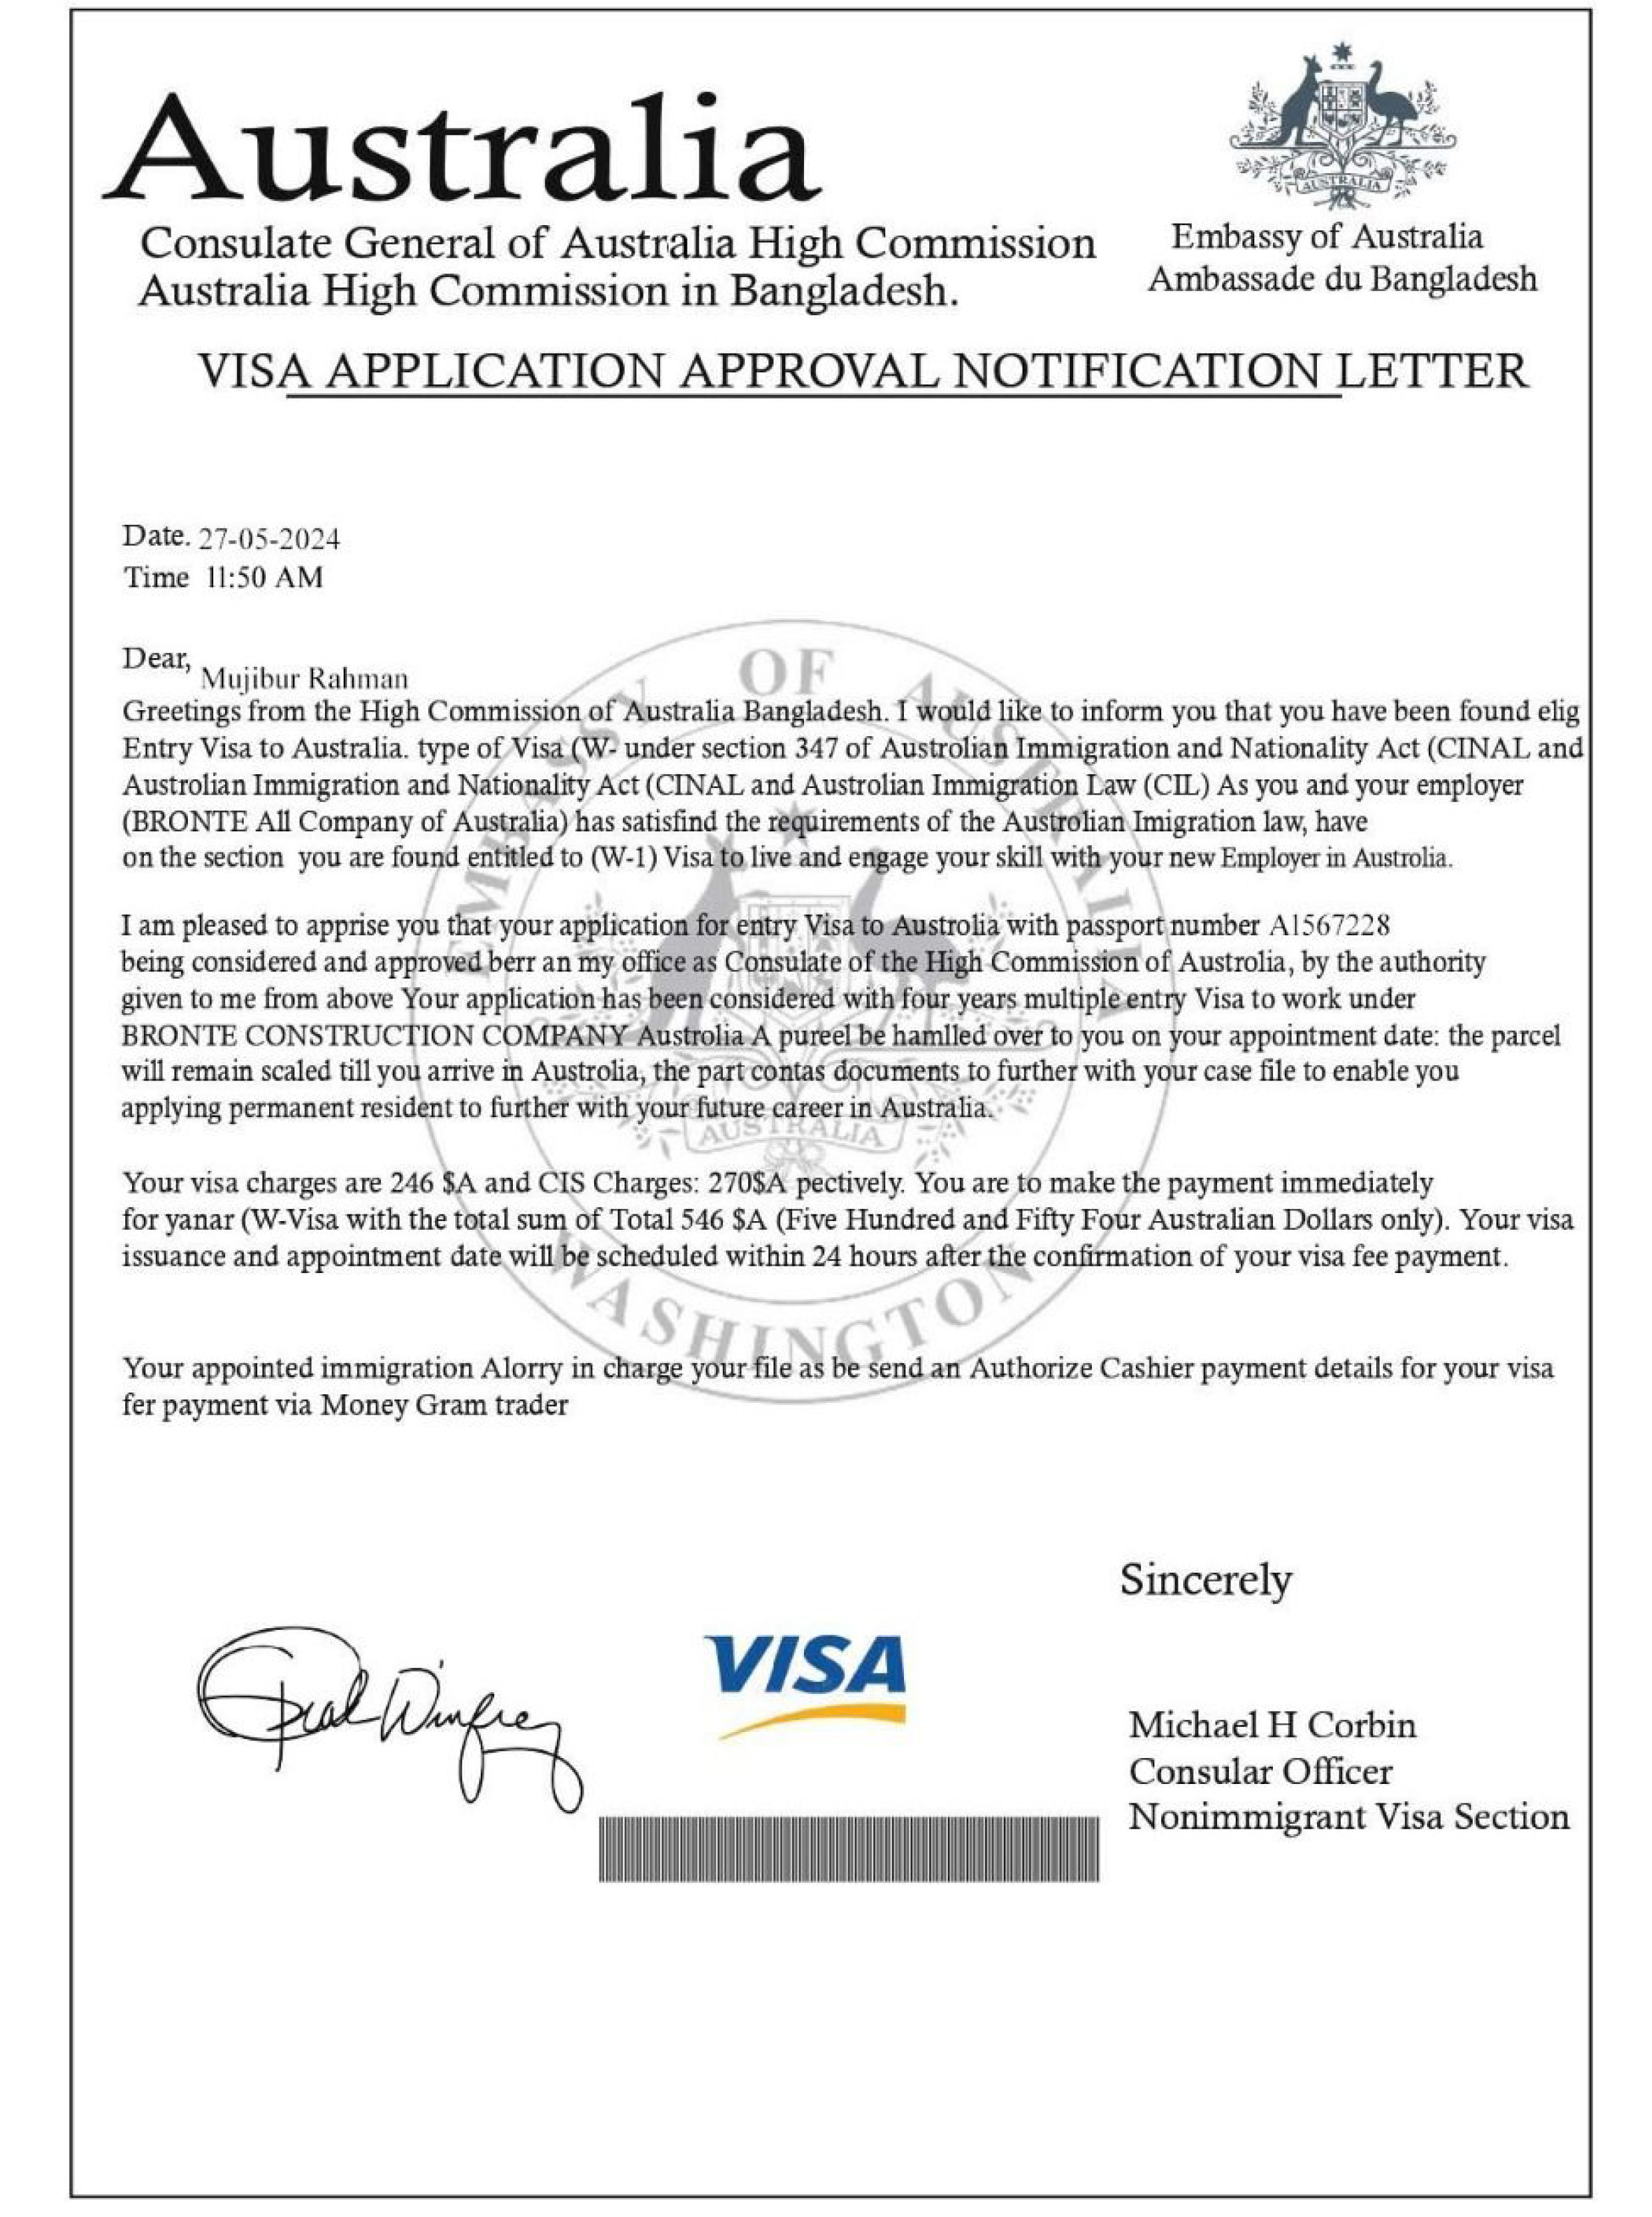 Australia
Consulate General of Australia High Commission
Australia High Commission in Bangladesh.
AUSTRALIA
Embassy of Australia
Ambassade du Bangladesh
VISA APPLICATION APPROVAL NOTIFICATION LETTER
Date. 27-05-2024
Time 11:50 AM
Dear,
Mujibur Rahman
Greetings from the High Commission of Australia Bangladesh. I would like to inform you that you have been found elig
Entry Visa to Australia. type of Visa (W- under section 347 of Austrolian Immigration and Nationality Act (CINAL and
Austrolian Immigration and Nationality Act (CINAL and Austrolian Immigration Law (CIL) As you and your employer
(BRONTE All Company of Australia) has satisfind the requirements of the Austrolian Imigration law, have
on the section you are found entitled to (W-1) Visa to live and engage your skill with your new Employer in Austrolia.
I am pleased to apprise you that your application for entry Visa to Austrolia with passport number A1567228
being considered and approved berr an my office as Consulate of the High Commission of Austrolia, by the authority
given to me from above Your application has been considered with four years multiple entry Visa to work under
BRONTE CONSTRUCTION COMPANY Austrolia A pureel be hamlled over to you on your appointment date: the parcel
will remain scaled till you arrive in Austrolia, the part contas documents to further with your case file to enable you
applying permanent resident to further with your future career in Australia.
Your visa charges are 246 $A and CIS Charges: 270$A pectively. You are to make the payment immediately
for yanar (W-Visa with the total sum of Total 546 $A (Five Hundred and Fifty Four Australian Dollars only). Your visa
issuance and appointment date will be scheduled within 24 hours after the confirmation of your visa fee payment.
Your appointed immigration Alorry in charge your file as be send an Authorize Cashier payment details for your visa
fer payment via Money Gram trader
EMBASSY OF AUSTRALIA
AUSTRALIA
WASHINGTON
Sincerely
VISA
Michael H Corbin
Consular Officer
Nonimmigrant Visa Section